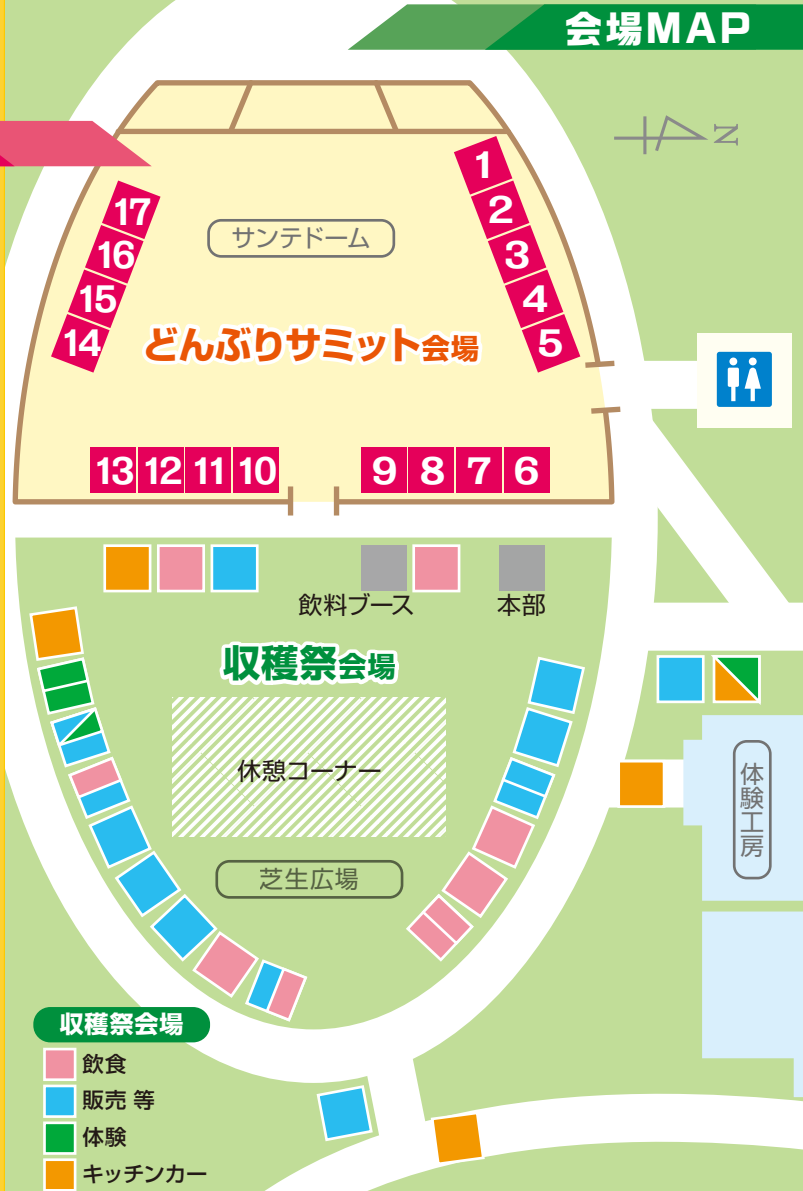 会場MAP
N
1
2
3
4
5
17
16
15
14
サンテドーム
どんぶりサミット会場
13 12 11 10
9 8 7 6
飲料ブース
本部
収穫祭会場
休憩コーナー
芝生広場
体験工房
収穫祭会場
飲食
販売 等
体験
キッチンカー